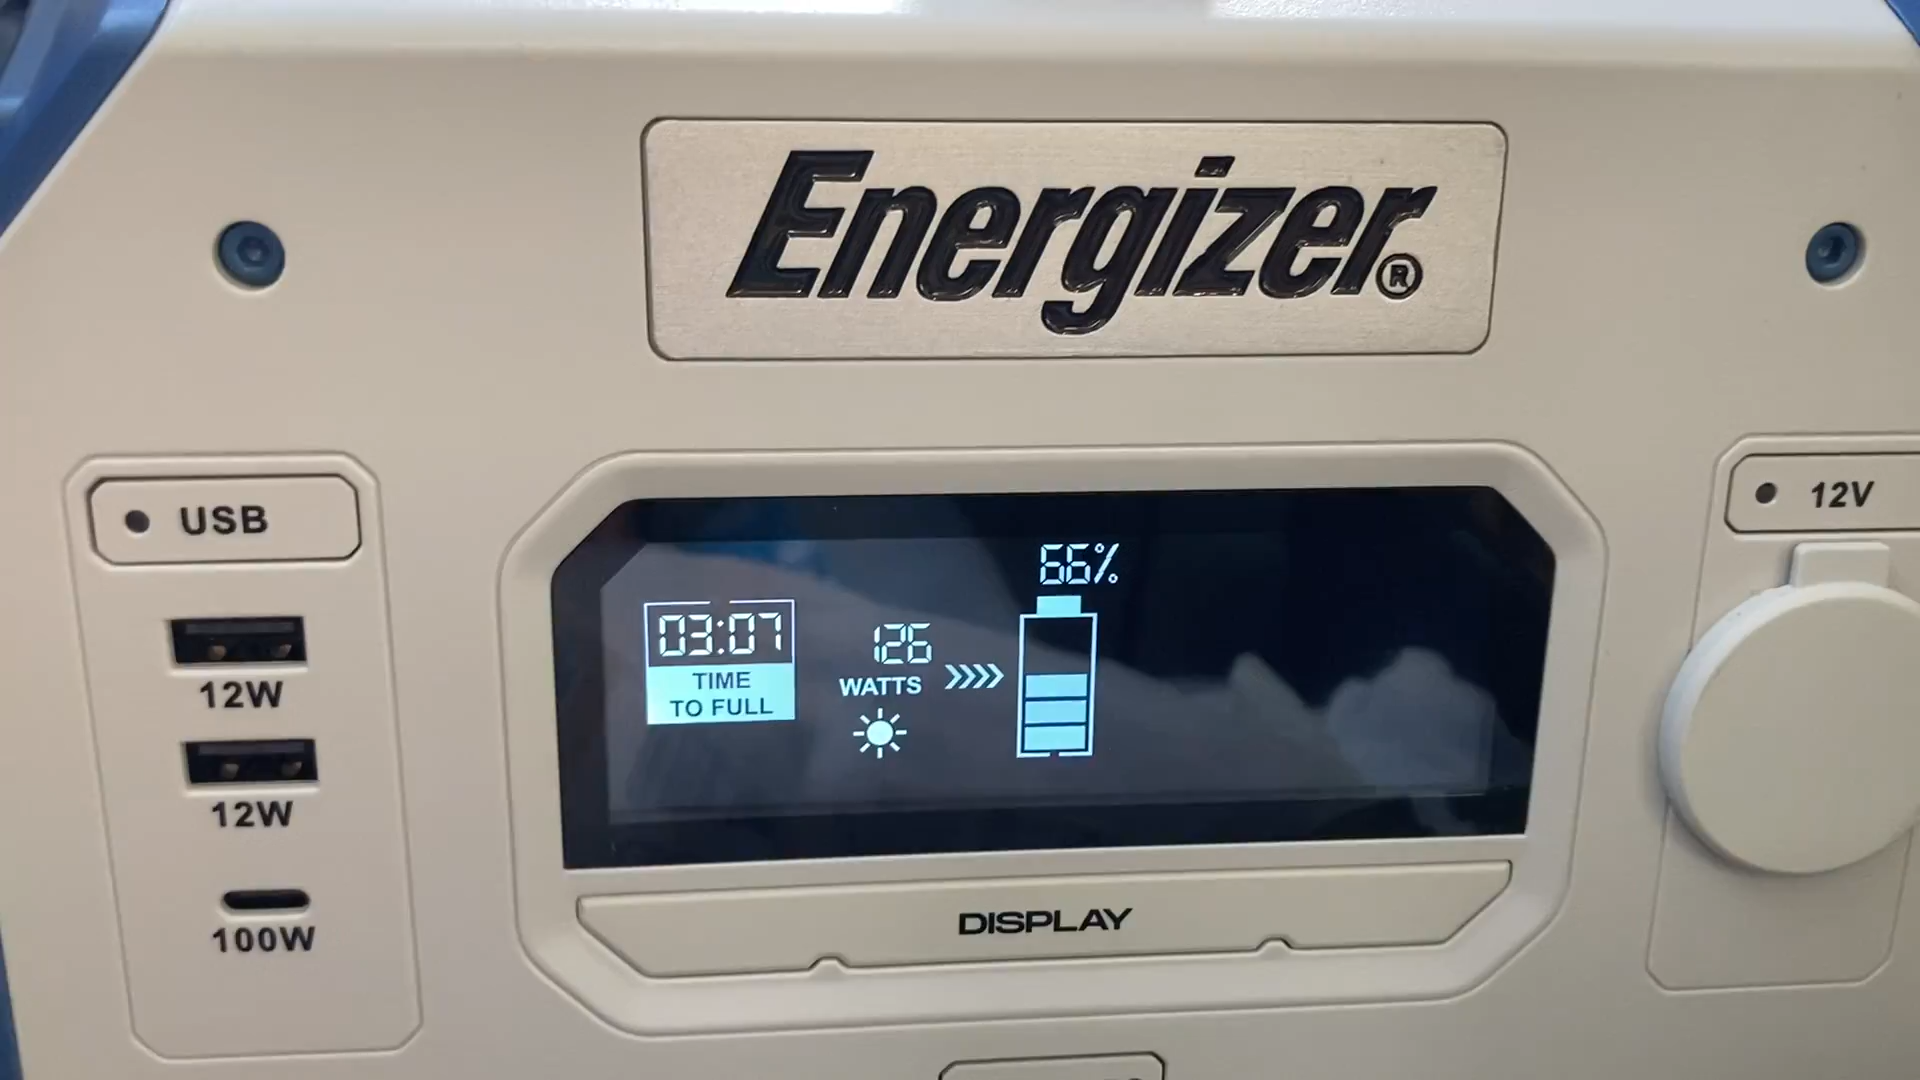 Energizer®
USB
12W
12W
100W
03:07
TIME
TO FULL
126
WATTS
66%
DISPLAY
12V